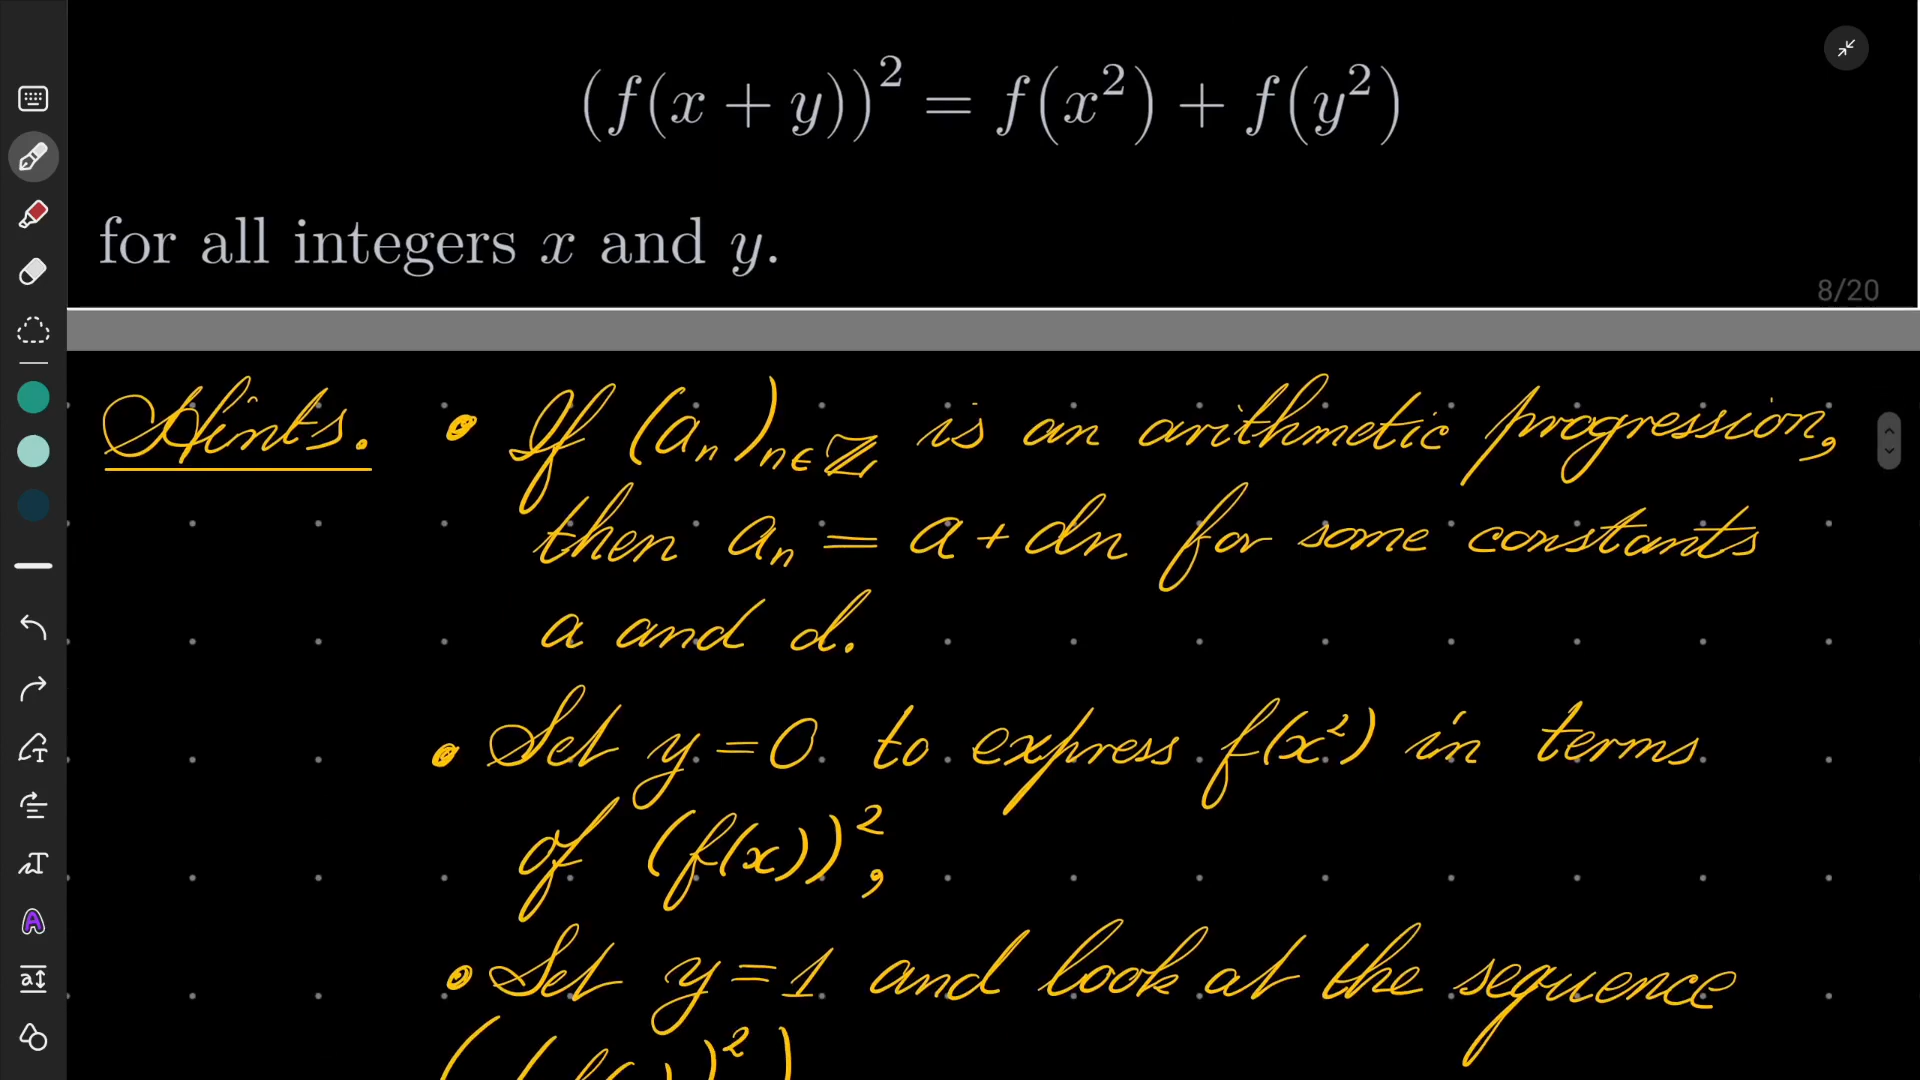 (f(x + y))² = f(x²) + f(y²)
for all integers x and y.
8/20
Hints. • If (aₙ)ₙ∈ℤ is an arithmetic progression,
then aₙ = a + dn for some constants
a and d.
• Set y = 0 to express f(x²) in terms
of (f(x))²,
• Set y = 1 and look at the sequence